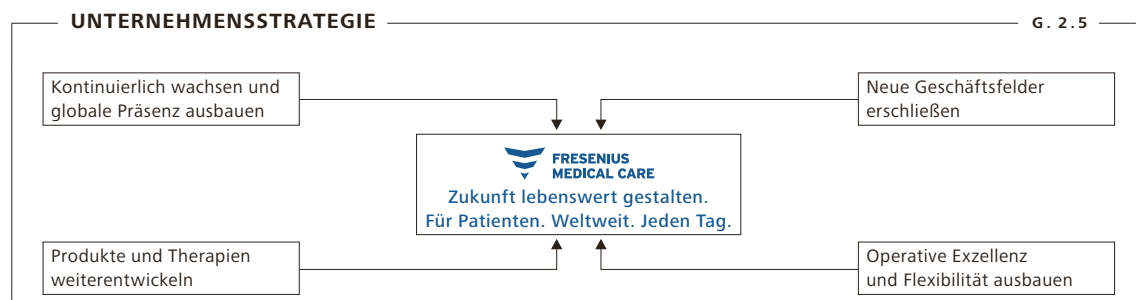 UNTERNEHMENSSTRATEGIE
G. 2.5
Kontinuierlich wachsen und
globale Präsenz ausbauen
Neue Geschäftsfelder
erschließen
FRESENIUS
MEDICAL CARE
Zukunft lebenswert gestalten.
Für Patienten. Weltweit. Jeden Tag.
Produkte und Therapien
weiterentwickeln
Operative Exzellenz
und Flexibilität ausbauen